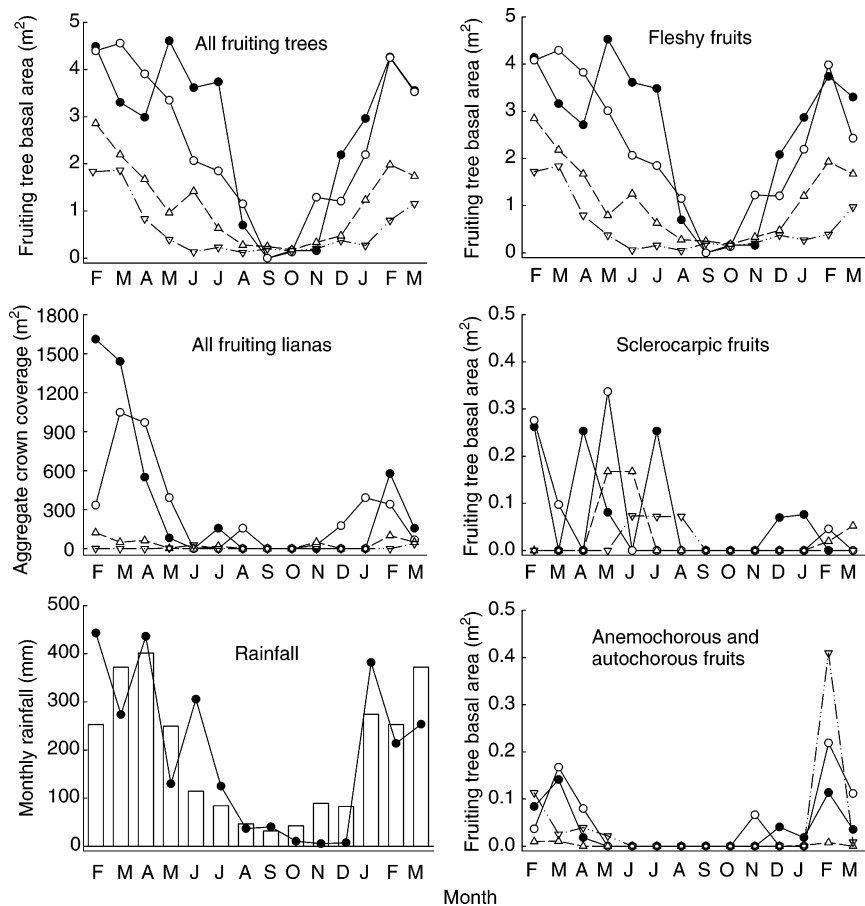 All fruiting trees
Fruiting tree basal area (m²)
5
4
3
2
1
0
F M A M J J A S O N D J F M
Fleshy fruits
Fruiting tree basal area (m²)
5
4
3
2
1
0
F M A M J J A S O N D J F M
All fruiting lianas
Aggregate crown coverage (m²)
1800
1500
1200
900
600
300
0
F M A M J J A S O N D J F M
Sclerocarpic fruits
Fruiting tree basal area (m²)
0.5
0.4
0.3
0.2
0.1
0.0
F M A M J J A S O N D J F M
Rainfall
Monthly rainfall (mm)
500
400
300
200
100
0
F M A M J J A S O N D J F M
Anemochorous and
autochorous fruits
Fruiting tree basal area (m²)
0.5
0.4
0.3
0.2
0.1
0.0
F M A M J J A S O N D J F M
Month